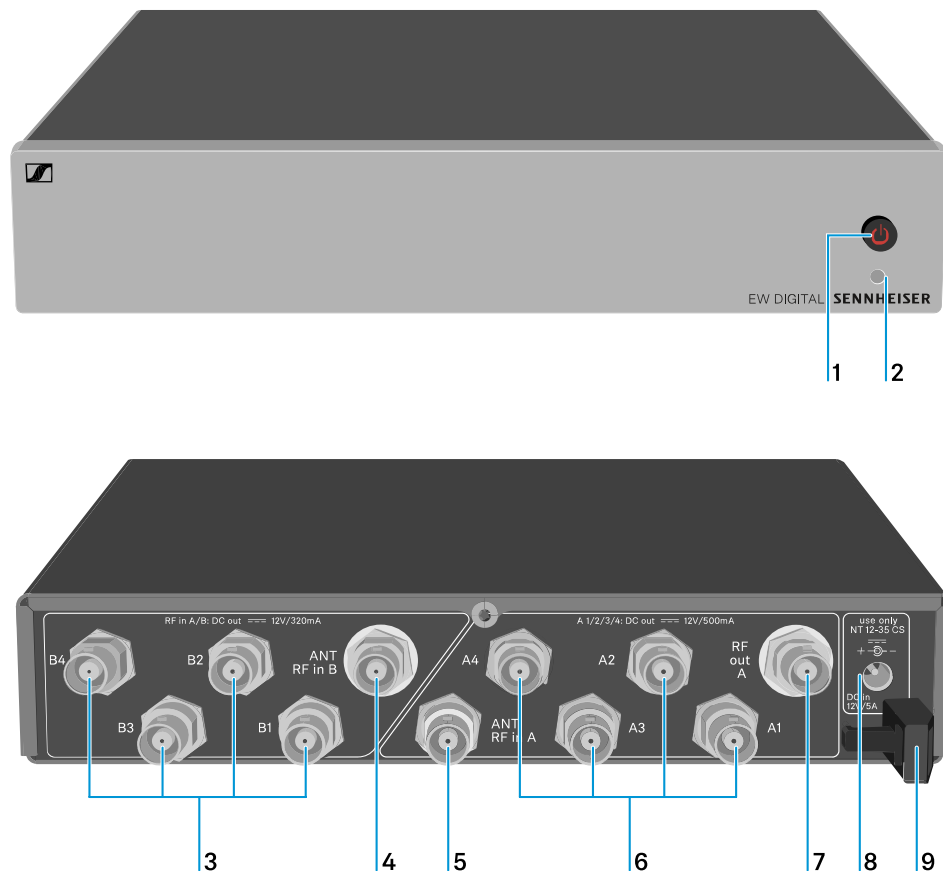 EW DIGITAL SENNHEISER
1
2
RF in A/B: DC out 12V/320mA
A 1/2/3/4: DC out 12V/500mA
use only
NT 12-35 CS
+ -
B4
B2
ANT
RF in B
A4
A2
RF
out
A
B3
B1
ANT
RF in A
A3
A1
DC in
12V/5A
3
4
5
6
7
8
9